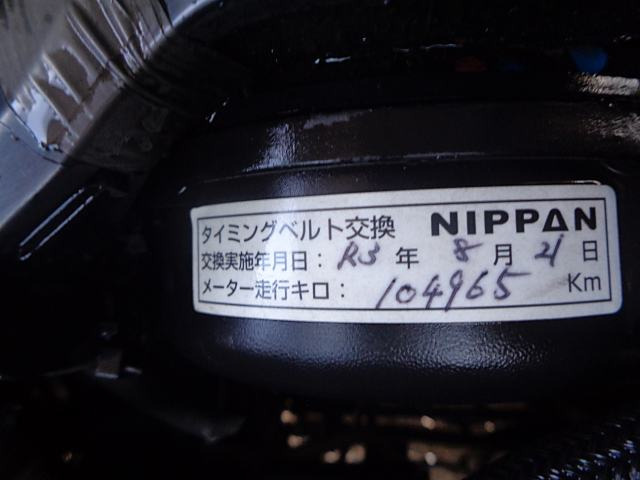 タイミングベルト交換 NIPPAN
交換実施年月日: R3 年 8 月 21 日
メーター走行キロ: 104965 Km